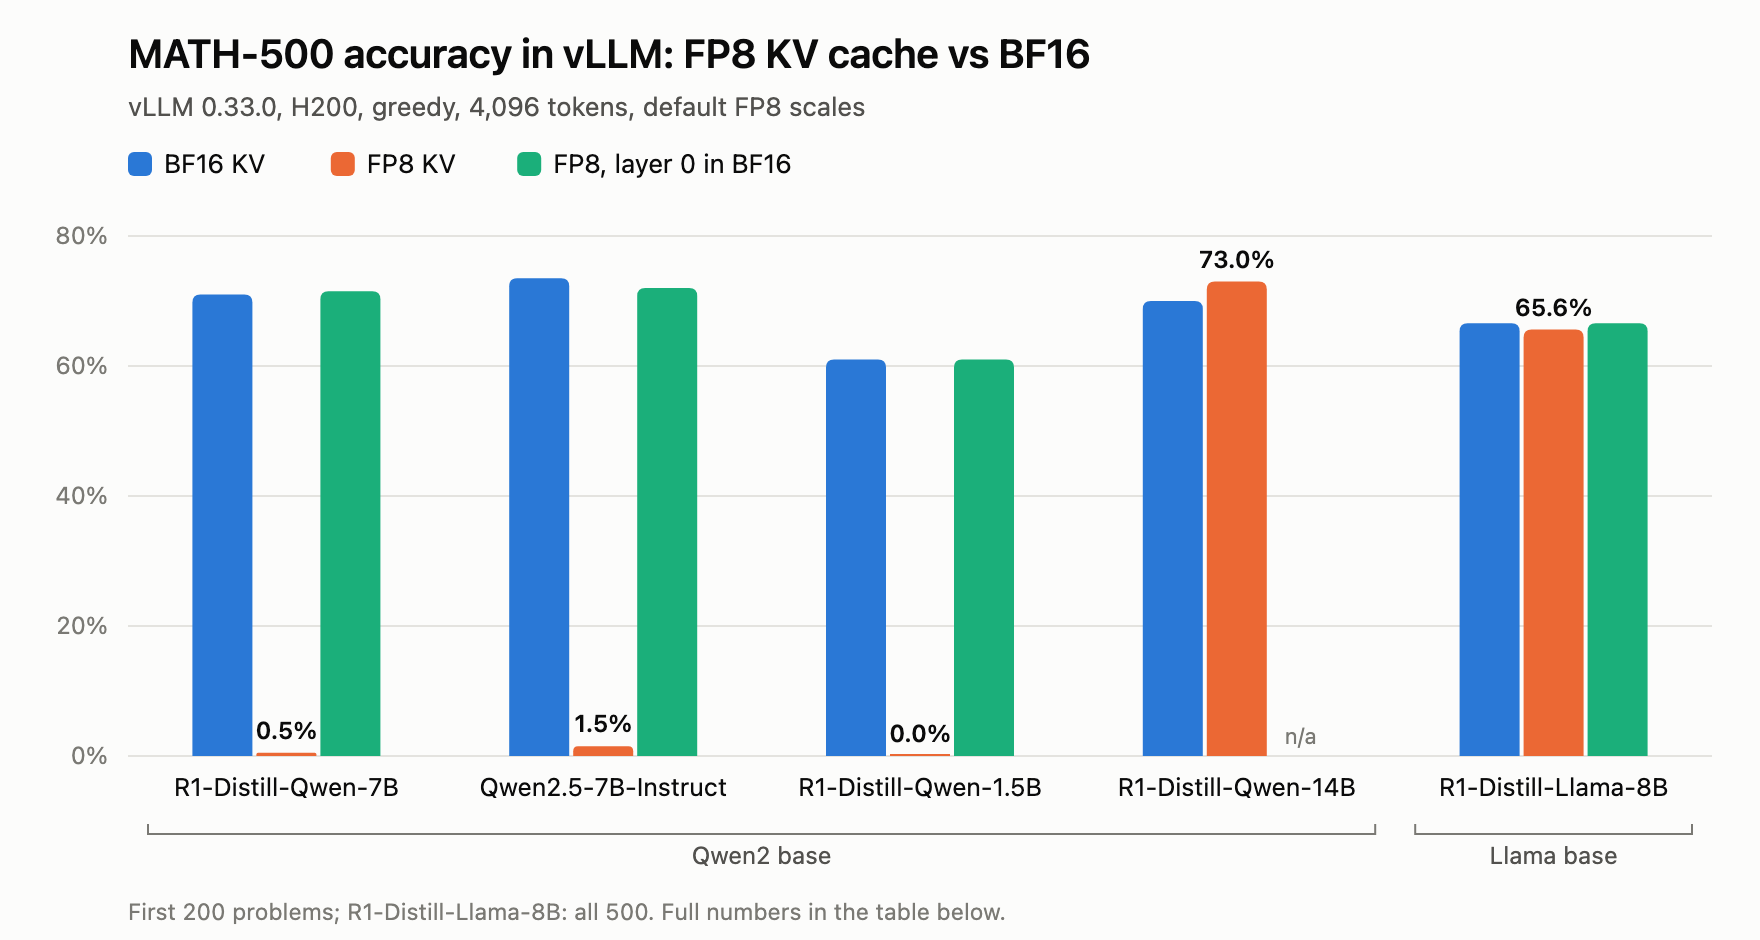 MATH-500 accuracy in vLLM: FP8 KV cache vs BF16
vLLM 0.33.0, H200, greedy, 4,096 tokens, default FP8 scales
BF16 KV
FP8 KV
FP8, layer 0 in BF16
80%
60%
40%
20%
0%
0.5%
1.5%
0.0%
73.0%
n/a
65.6%
R1-Distill-Qwen-7B
Qwen2.5-7B-Instruct
R1-Distill-Qwen-1.5B
R1-Distill-Qwen-14B
R1-Distill-Llama-8B
Qwen2 base
Llama base
First 200 problems; R1-Distill-Llama-8B: all 500. Full numbers in the table below.